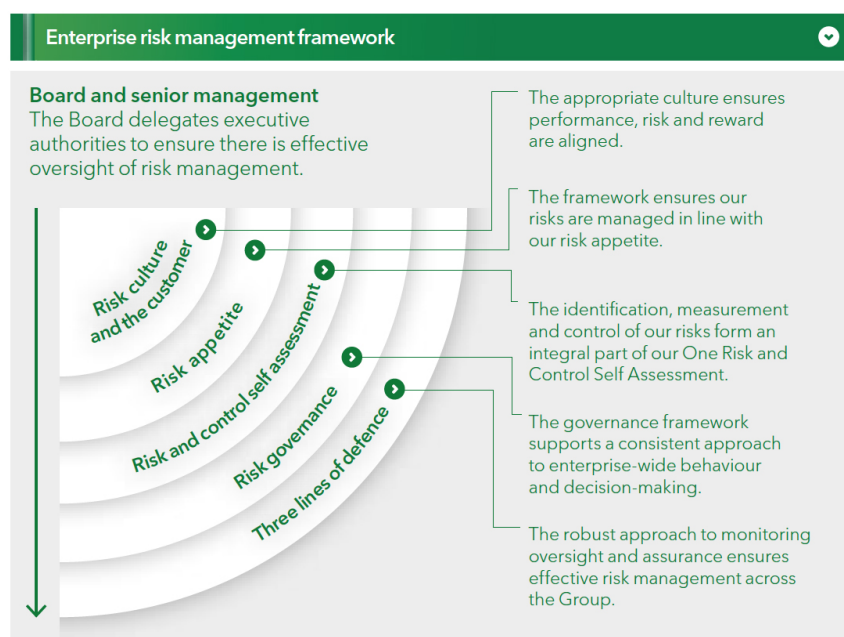 Enterprise risk management framework
Board and senior management
The Board delegates executive
authorities to ensure there is effective
oversight of risk management.
Risk culture
and the customer
Risk appetite
Risk and control self assessment
Risk governance
Three lines of defence
The appropriate culture ensures
performance, risk and reward
are aligned.
The framework ensures our
risks are managed in line with
our risk appetite.
The identification, measurement
and control of our risks form an
integral part of our One Risk and
Control Self Assessment.
The governance framework
supports a consistent approach
to enterprise-wide behaviour
and decision-making.
The robust approach to monitoring
oversight and assurance ensures
effective risk management across
the Group.